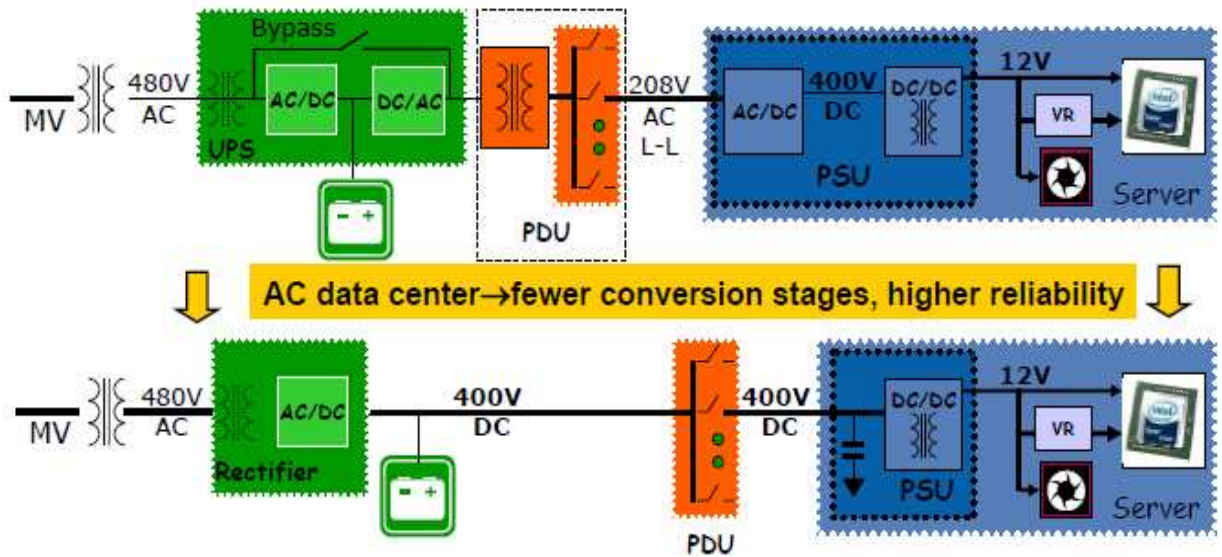 Bypass
MV
480V
AC
AC/DC
DC/AC
UPS
- +
PDU
208V
AC
L-L
AC/DC
400V
DC
DC/DC
PSU
12V
VR
intel
Server
AC data center→fewer conversion stages, higher reliability
MV
480V
AC
AC/DC
Rectifier
400V
DC
- +
PDU
400V
DC
DC/DC
PSU
12V
VR
intel
Server